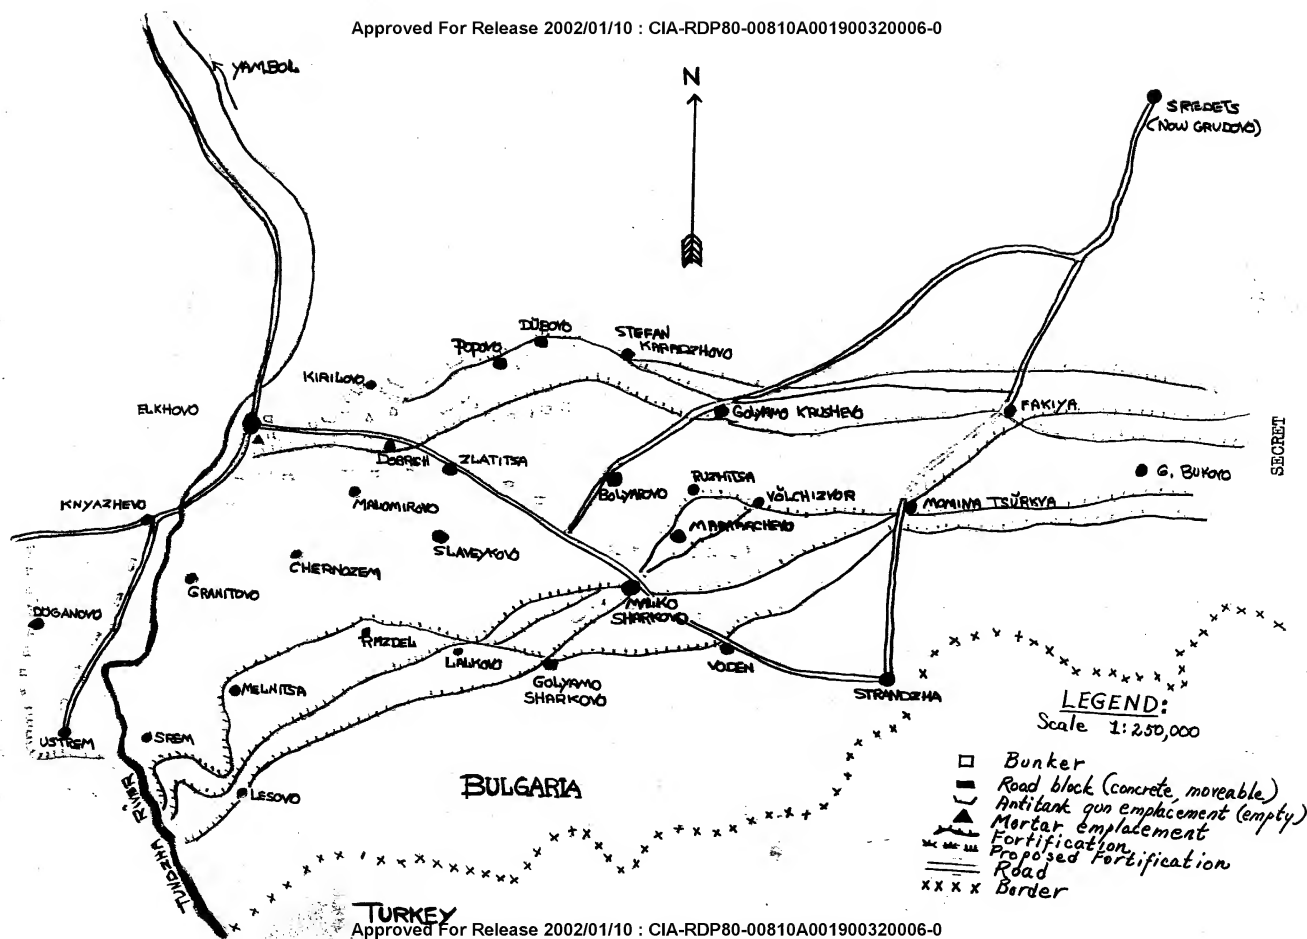 Approved For Release 2002/01/10 : CIA-RDP80-00810A001900320006-0
YAMBOL
N
SREDETS
(NOW GRUDOVO)
DŬBOVO
STEFAN
KARADZHOVO
POPOVO
KIRILOVO
ELKHOVO
GOLYAMO KRUSHEVO
FAKIYA
SECRET
DOBRICH
ZLATITSA
G. BUKOVO
RUZHITSA
BOLYAROVO
VŎLCHIZVOR
KNYAZHEVO
MALOMIROVO
MOMINA TSŬRKVA
MARARACHEVO
SLAVEYKOVO
CHERNOZEM
GRANITOVO
DOGANOVO
MALKO
SHARKOVO
RAZDEL
LALKOVO
VODEN
GOLYAMO
SHARKOVO
MELNITSA
STRANDZHA
LEGEND:
Scale 1:250,000
USTREM
SREM
Bunker
Road block (concrete, moveable)
Antitank gun emplacement (empty)
Mortar emplacement
Fortification
Proposed Fortification
Road
Border
LESOVO
BULGARIA
TUNDZHA RIVER
TURKEY
Approved For Release 2002/01/10 : CIA-RDP80-00810A001900320006-0